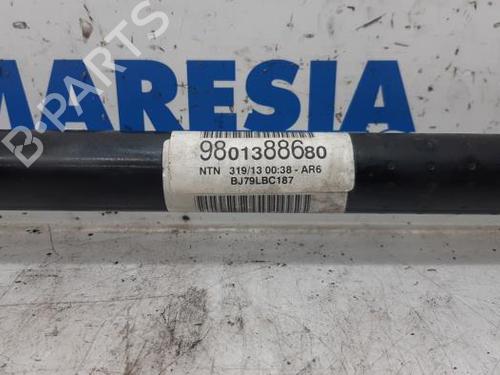 MARESIA
B-PARTS
9801388680
NTN 319/13 00:38 - AR6
BJ79LBC187